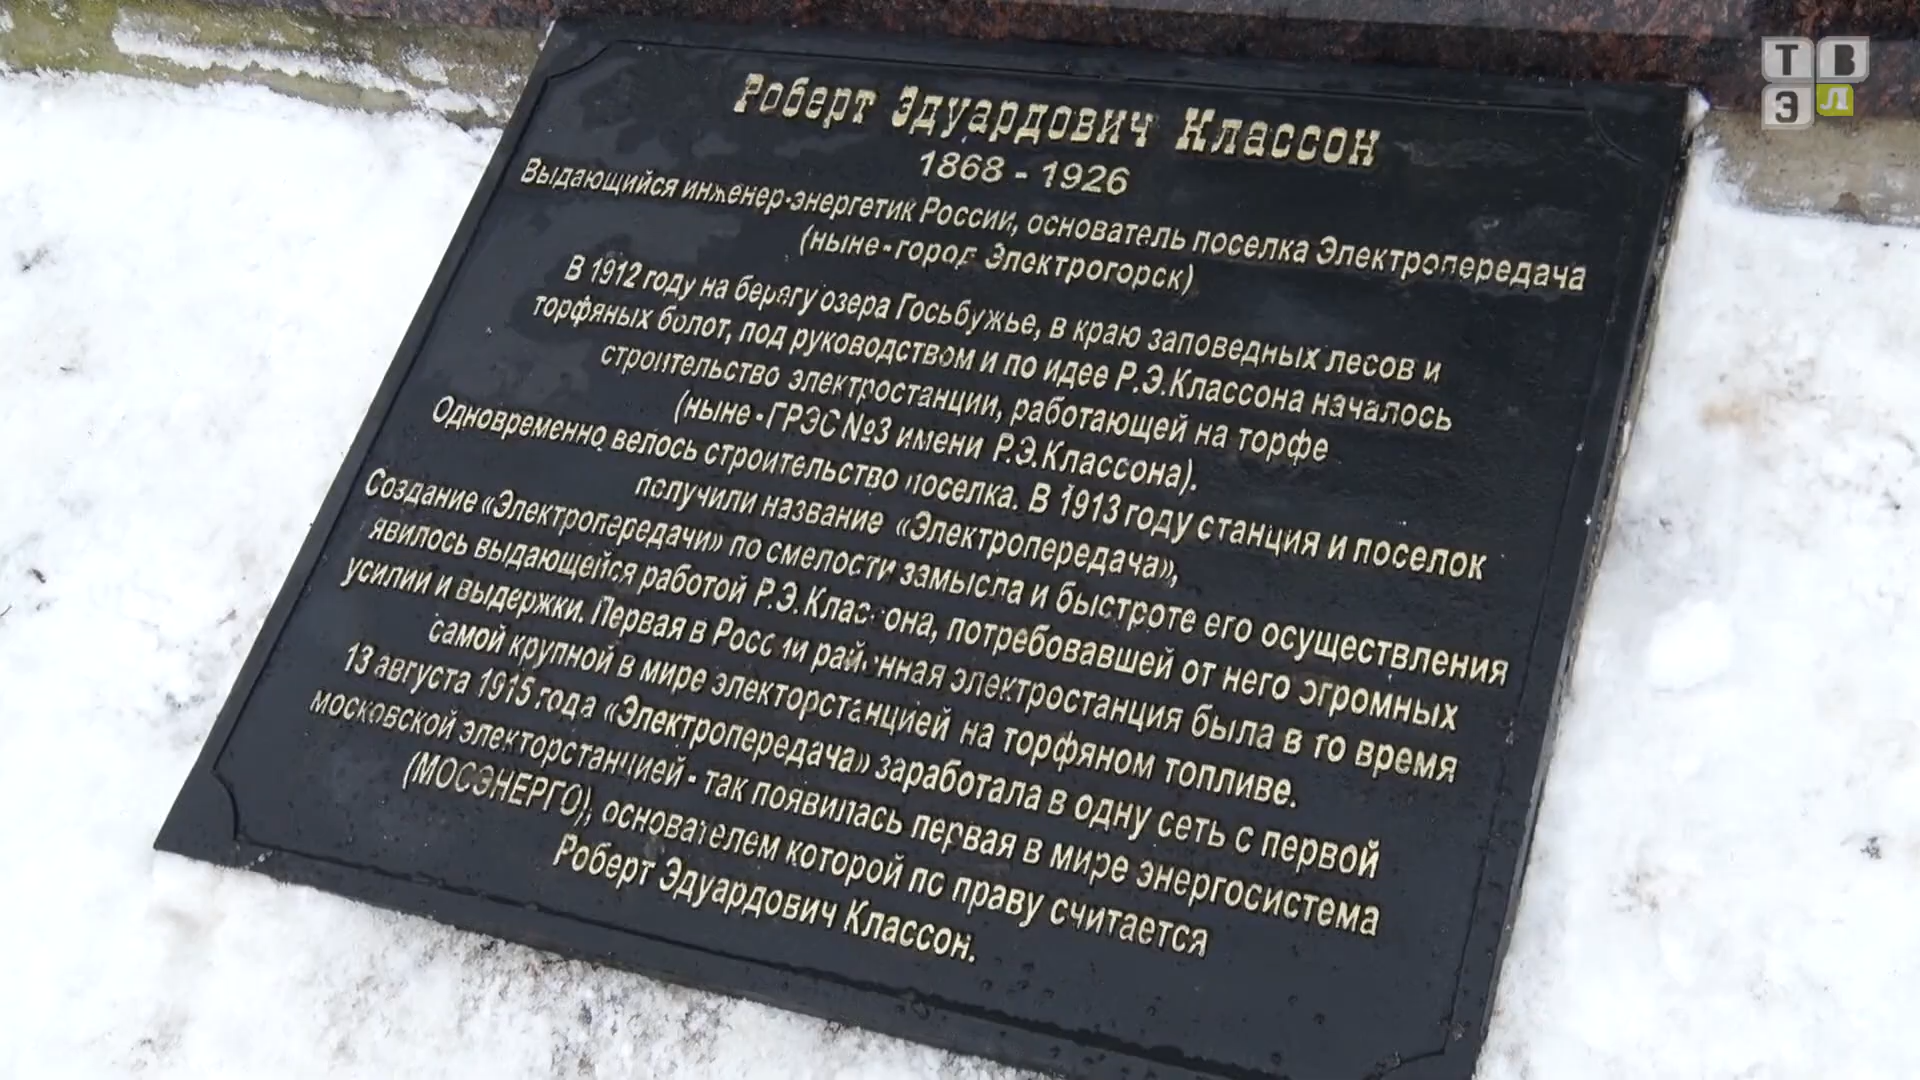 Роберт Эдуардович Классон
1868 - 1926
Выдающийся инженер-энергетик России, основатель поселка Электропередача
(ныне - город Электрогорск)
В 1912 году на берегу озера Госьбужье, в краю заповедных лесов и
торфяных болот, под руководством и по идее Р.Э.Классона началось
строительство электростанции, работающей на торфе
(ныне - ГРЭС №3 имени Р.Э.Классона).
Одновременно велось строительство поселка. В 1913 году станция и поселок
получили название «Электропередача»,
Создание «Электропередачи» по смелости замысла и быстроте его осуществления
явилось выдающейся работой Р.Э.Классона, потребовавшей от него огромных
усилий и выдержки. Первая в России районная электростанция была в то время
самой крупной в мире электорстанцией на торфяном топливе.
13 августа 1915 года «Электропередача» заработала в одну сеть с первой
московской электорстанцией - так появилась первая в мире энергосистема
(МОСЭНЕРГО), основателем которой по праву считается
Роберт Эдуардович Классон.
ТВ
ЭЛ